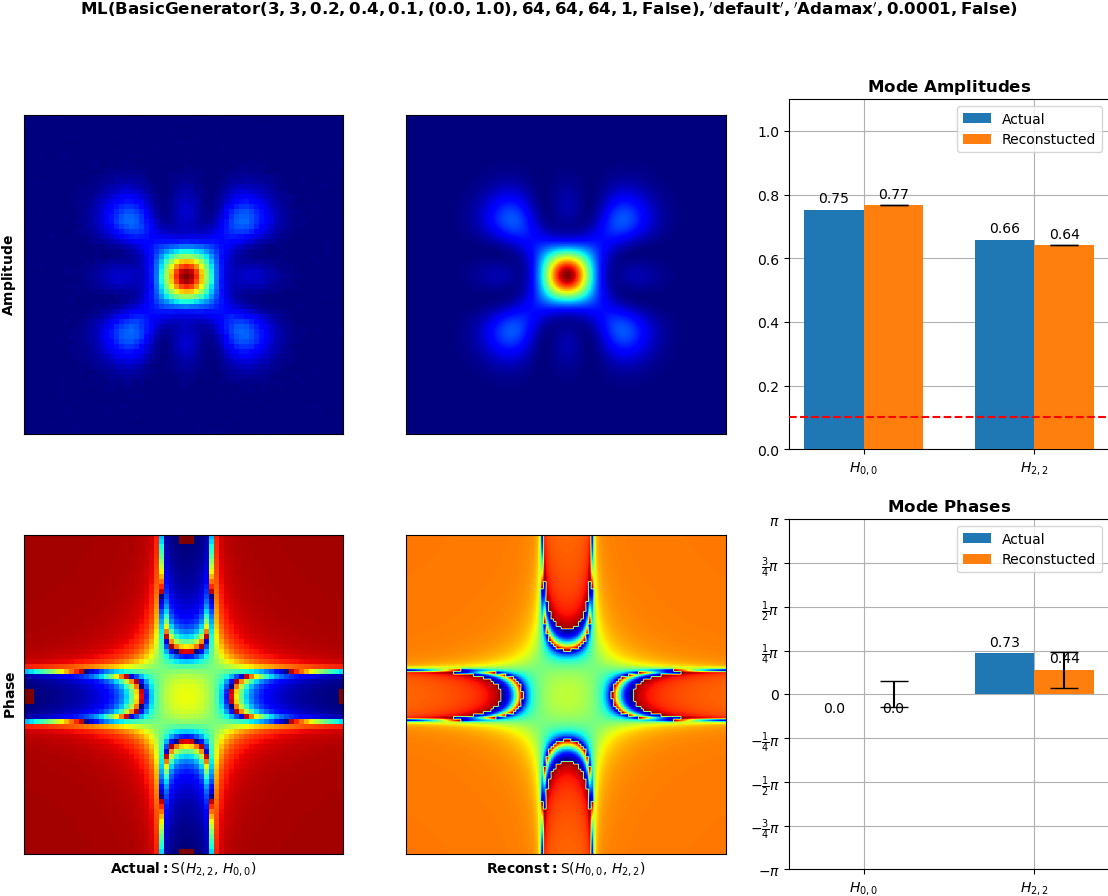 ML(BasicGenerator(3, 3, 0.2, 0.4, 0.1, (0.0, 1.0), 64, 64, 64, 1, False), 'default', 'Adamax', 0.0001, False)
Amplitude
Mode Amplitudes
Actual
Reconstucted
1.0
0.8
0.6
0.4
0.2
0.0
0.75
0.77
0.66
0.64
H0, 0
H2, 2
Phase
Actual: S(H2, 2, H0, 0)
Reconst: S(H0, 0, H2, 2)
Mode Phases
Actual
Reconstucted
π
3/4π
1/2π
1/4π
0
−1/4π
−1/2π
−3/4π
−π
0.0
0.0
0.73
0.44
H0, 0
H2, 2